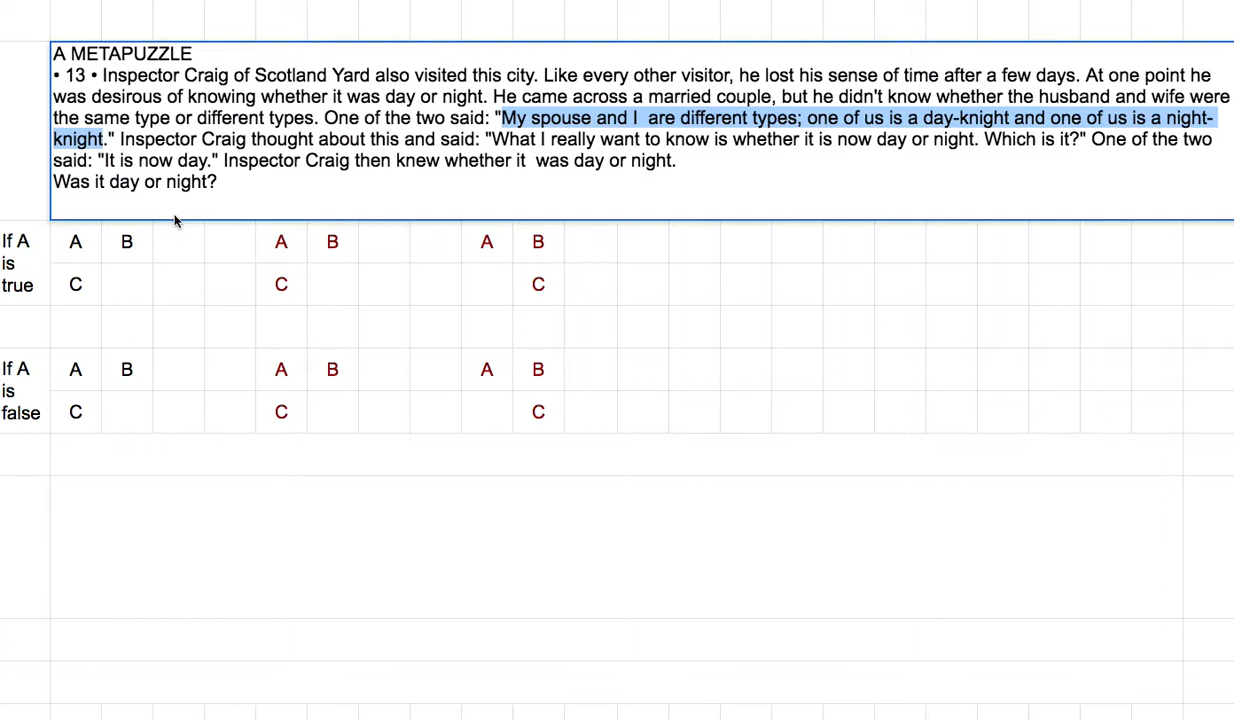 A METAPUZZLE
• 13 • Inspector Craig of Scotland Yard also visited this city. Like every other visitor, he lost his sense of time after a few days. At one point he
was desirous of knowing whether it was day or night. He came across a married couple, but he didn't know whether the husband and wife were
the same type or different types. One of the two said: "My spouse and I  are different types; one of us is a day-knight and one of us is a night-
knight." Inspector Craig thought about this and said: "What I really want to know is whether it is now day or night. Which is it?" One of the two
said: "It is now day." Inspector Craig then knew whether it  was day or night.
Was it day or night?
If A
is
true
A B A B A B
C C C
If A
is
false
A B A B A B
C C C